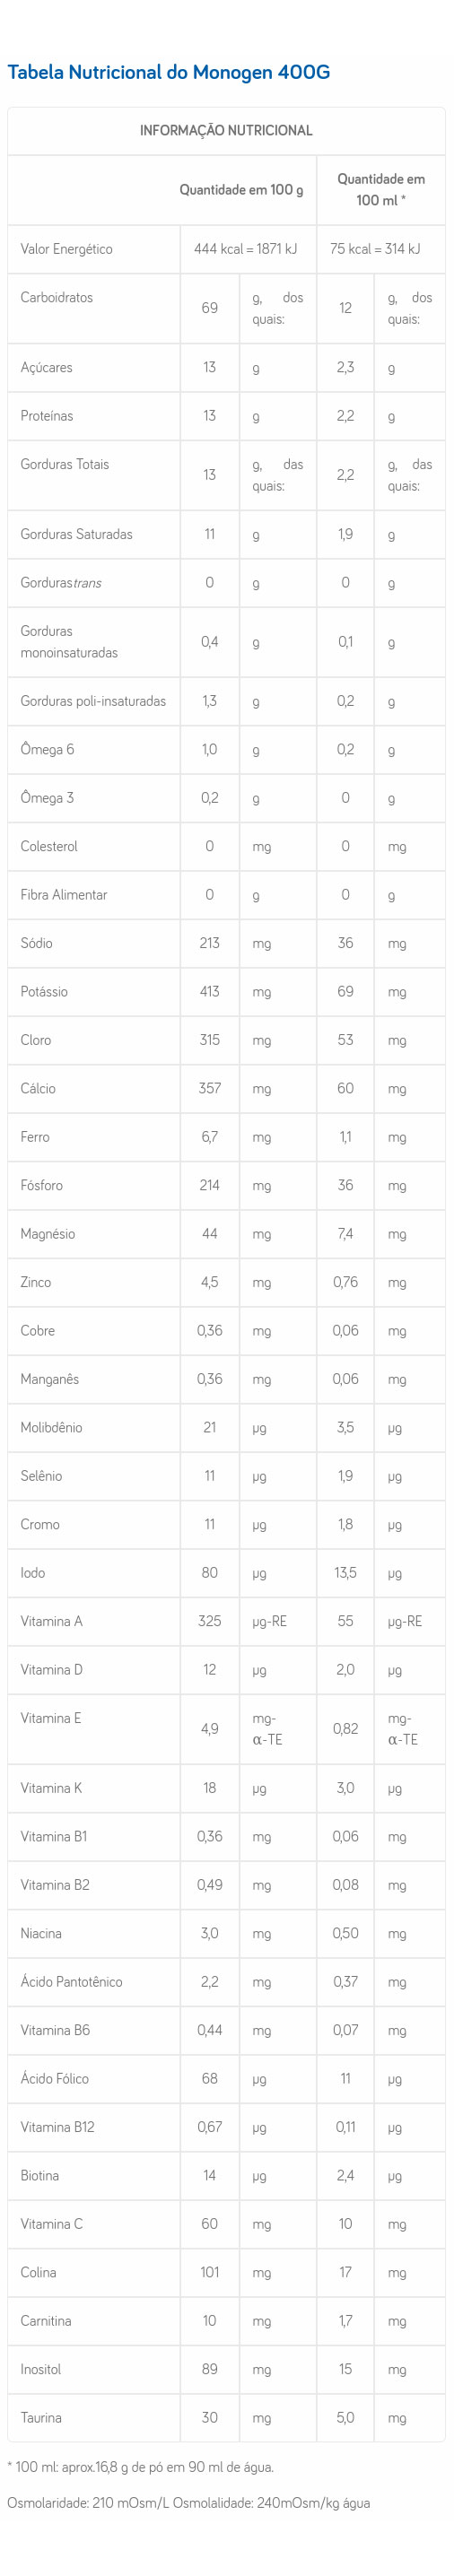 Tabela Nutricional do Monogen 400G
INFORMAÇÃO NUTRICIONAL
Quantidade em 100 g
Quantidade em
100 ml *
Valor Energético 444 kcal = 1871 kJ 75 kcal = 314 kJ
Carboidratos 69 g, dos quais: 12 g, dos quais:
Açúcares 13 g 2,3 g
Proteínas 13 g 2,2 g
Gorduras Totais 13 g, das quais: 2,2 g, das quais:
Gorduras Saturadas 11 g 1,9 g
Gordurastrans 0 g 0 g
Gorduras
monoinsaturadas 0,4 g 0,1 g
Gorduras poli-insaturadas 1,3 g 0,2 g
Ômega 6 1,0 g 0,2 g
Ômega 3 0,2 g 0 g
Colesterol 0 mg 0 mg
Fibra Alimentar 0 g 0 g
Sódio 213 mg 36 mg
Potássio 413 mg 69 mg
Cloro 315 mg 53 mg
Cálcio 357 mg 60 mg
Ferro 6,7 mg 1,1 mg
Fósforo 214 mg 36 mg
Magnésio 44 mg 7,4 mg
Zinco 4,5 mg 0,76 mg
Cobre 0,36 mg 0,06 mg
Manganês 0,36 mg 0,06 mg
Molibdênio 21 µg 3,5 µg
Selênio 11 µg 1,9 µg
Cromo 11 µg 1,8 µg
Iodo 80 µg 13,5 µg
Vitamina A 325 µg-RE 55 µg-RE
Vitamina D 12 µg 2,0 µg
Vitamina E 4,9 mg-α-TE 0,82 mg-α-TE
Vitamina K 18 µg 3,0 µg
Vitamina B1 0,36 mg 0,06 mg
Vitamina B2 0,49 mg 0,08 mg
Niacina 3,0 mg 0,50 mg
Ácido Pantotênico 2,2 mg 0,37 mg
Vitamina B6 0,44 mg 0,07 mg
Ácido Fólico 68 µg 11 µg
Vitamina B12 0,67 µg 0,11 µg
Biotina 14 µg 2,4 µg
Vitamina C 60 mg 10 mg
Colina 101 mg 17 mg
Carnitina 10 mg 1,7 mg
Inositol 89 mg 15 mg
Taurina 30 mg 5,0 mg
* 100 ml: aprox.16,8 g de pó em 90 ml de água.
Osmolaridade: 210 mOsm/L Osmolalidade: 240mOsm/kg água